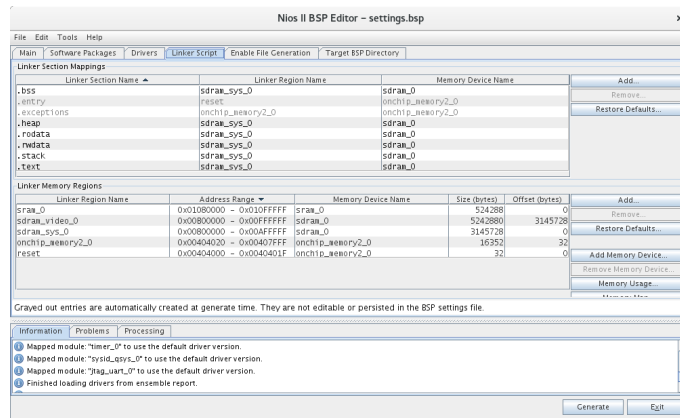 Nios II BSP Editor – settings.bsp
File Edit Tools Help
Main Software Packages Drivers Linker Script Enable File Generation Target BSP Directory
Linker Section Mappings
Linker Section Name Linker Region Name Memory Device Name Add...
.bss sdram_sys_0 sdram_0
.entry reset onchip_memory2_0 Remove...
.exceptions onchip_memory2_0 onchip_memory2_0 Restore Defaults...
.heap sdram_sys_0 sdram_0
.rodata sdram_sys_0 sdram_0
.rwdata sdram_sys_0 sdram_0
.stack sdram_sys_0 sdram_0
.text sdram_sys_0 sdram_0
Linker Memory Regions
Linker Region Name Address Range Memory Device Name Size (bytes) Offset (bytes) Add...
sram_0 0x01080000 - 0x010FFFFF sram_0 524288 0
Remove...
sdram_video_0 0x00B00000 - 0x00FFFFFF sdram_0 5242880 3145728
sdram_sys_0 0x00800000 - 0x00AFFFFF sdram_0 3145728 0 Restore Defaults...
onchip_memory2_0 0x00404020 - 0x00407FFF onchip_memory2_0 16352 32
reset 0x00404000 - 0x0040401F onchip_memory2_0 32 0 Add Memory Device...
Remove Memory Device...
Memory Usage...
Grayed out entries are automatically created at generate time. They are not editable or persisted in the BSP settings file.
Information Problems Processing
Mapped module: "timer_0" to use the default driver version.
Mapped module: "sysid_qsys_0" to use the default driver version.
Mapped module: "jtag_uart_0" to use the default driver version.
Finished loading drivers from ensemble report.
Generate Exit